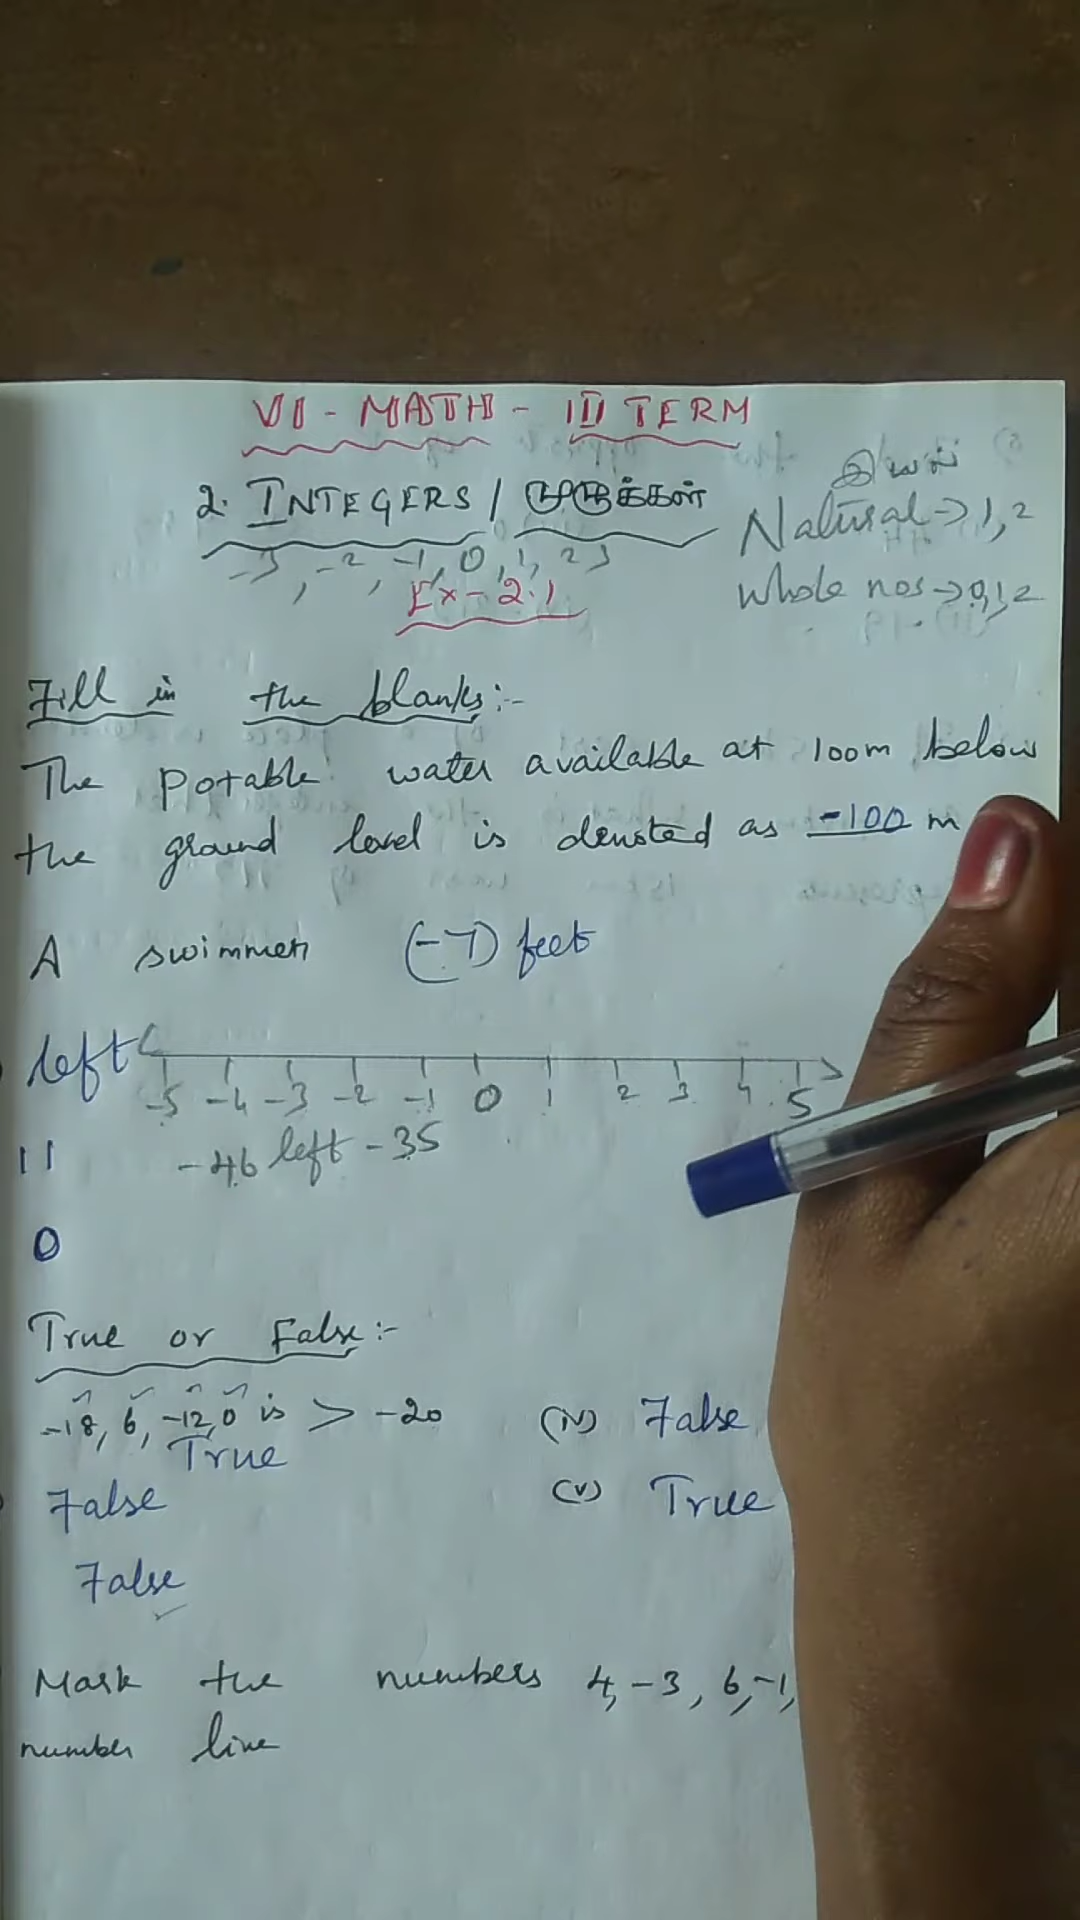 VI - MATH - III TERM
2. INTEGERS / முழுக்கள்
இயல்
Natural → 1, 2
-3, -2, -1, 0, 1, 2, 3
Ex - 2.1
Whole nos → 0, 1, 2
Fill in the blanks:-
The potable water available at 100m below
the ground level is denoted as -100 m
A swimmer (-7) feet
left
-5 -4 -3 -2 -1 0 1 2 3 4 5
11 -46 left -35
0
True or False:-
-18, 6, -12, 0 is > -20
True
(iv) False
False
(v) True
False
Mark the numbers 4, -3, 6, -1,
number line